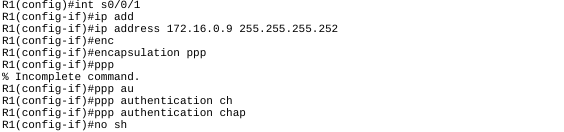 R1(config)#int s0/0/1
R1(config-if)#ip add
R1(config-if)#ip address 172.16.0.9 255.255.255.252
R1(config-if)#enc
R1(config-if)#encapsulation ppp
R1(config-if)#ppp
% Incomplete command.
R1(config-if)#ppp au
R1(config-if)#ppp authentication ch
R1(config-if)#ppp authentication chap
R1(config-if)#no sh